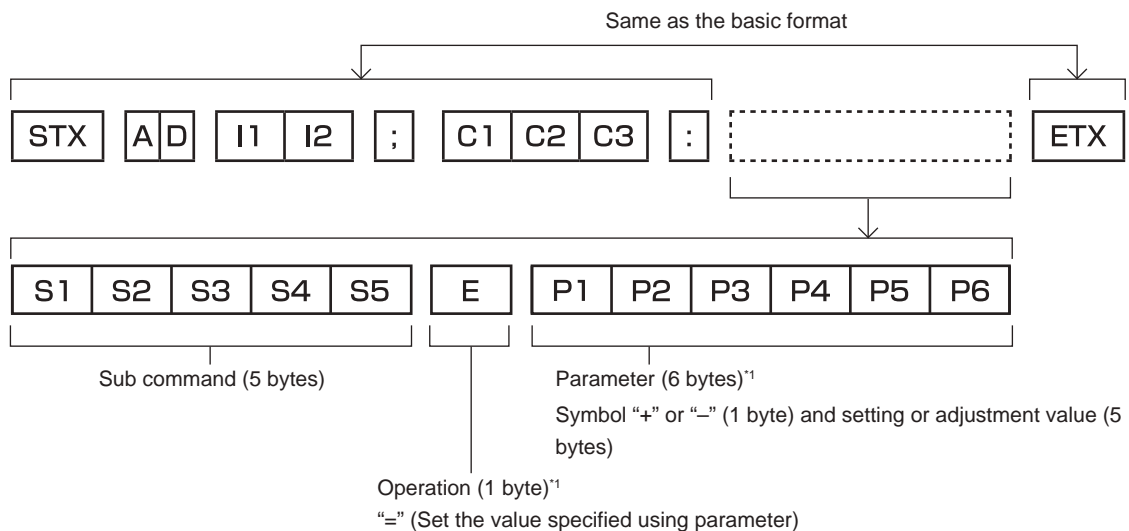 Same as the basic format
STX AD I1 I2 ; C1 C2 C3 : ETX
S1 S2 S3 S4 S5 E P1 P2 P3 P4 P5 P6
Sub command (5 bytes)
Parameter (6 bytes)*1
Symbol “+” or “–” (1 byte) and setting or adjustment value (5
bytes)
Operation (1 byte)*1
“=” (Set the value specified using parameter)